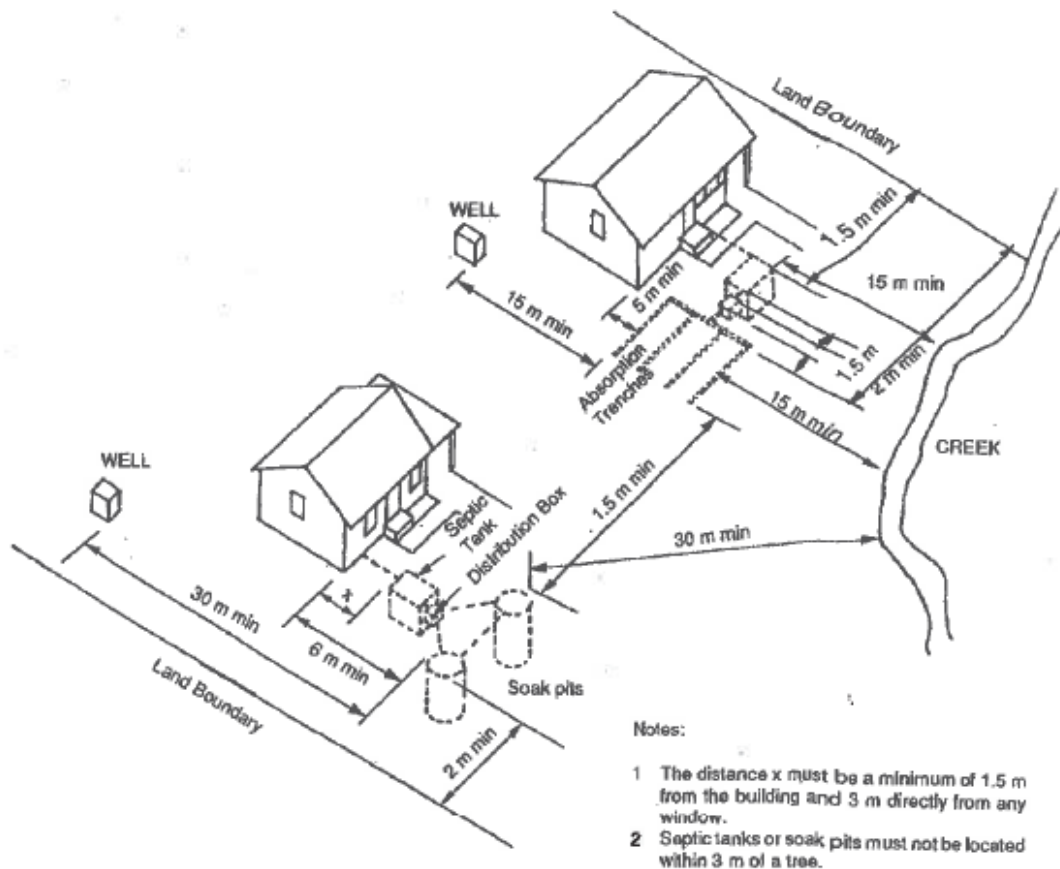 Land Boundary
WELL
1.5 m min
15 m min
5 m min
15 m min
Absorption
Trenches
1.5 m
2 m min
15 m min
CREEK
WELL
Septic
Tank
Distribution Box
1.5 m min
30 m min
x
30 m min
6 m min
Land Boundary
Soak pits
2 m min
Notes:
1 The distance x must be a minimum of 1.5 m
from the building and 3 m directly from any
window.
2 Septic tanks or soak pits must not be located
within 3 m of a tree.